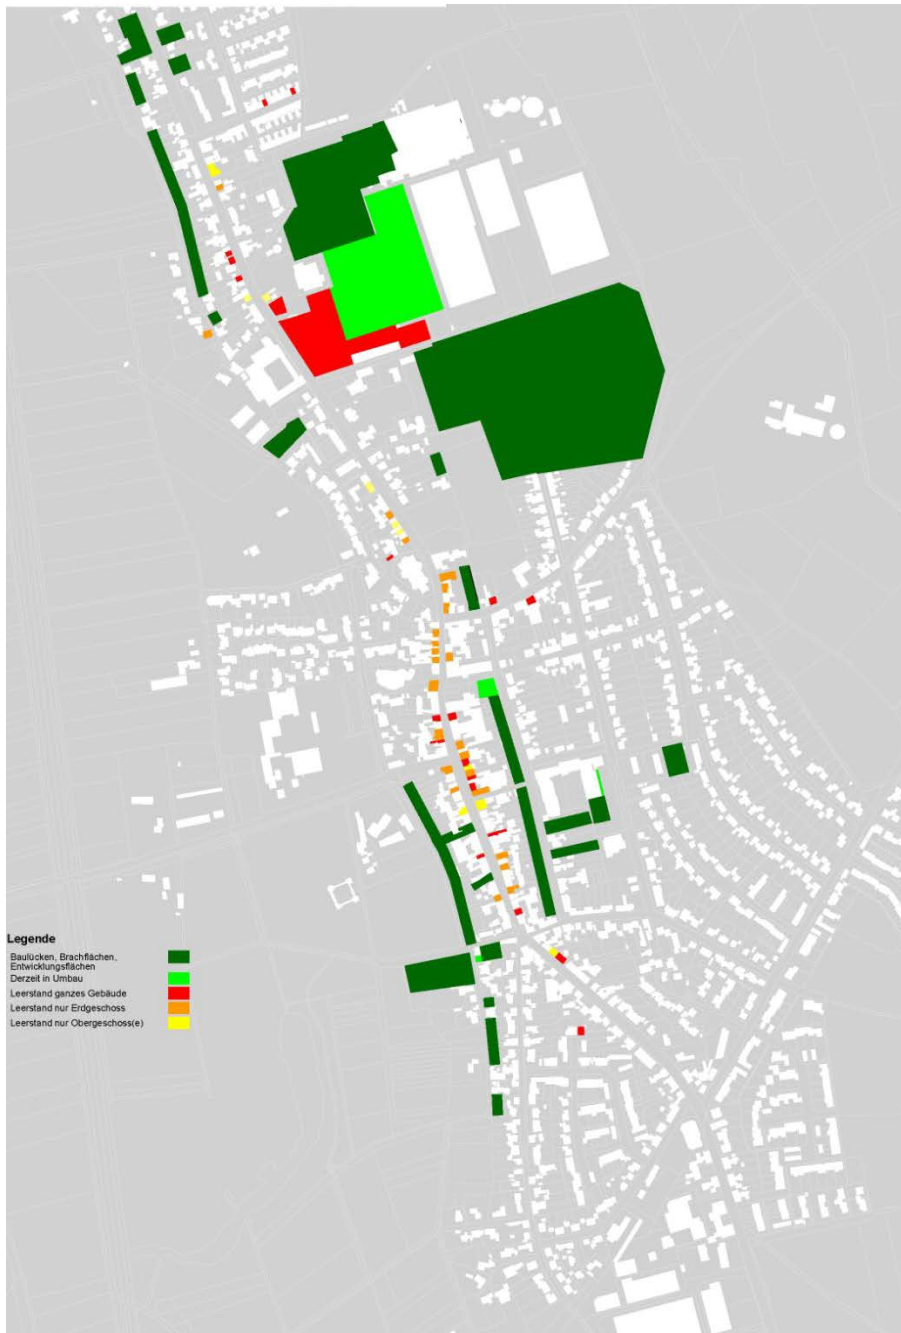 Legende
Baulücken, Brachflächen,
Entwicklungsflächen
Derzeit in Umbau
Leerstand ganzes Gebäude
Leerstand nur Erdgeschoss
Leerstand nur Obergeschoss(e)